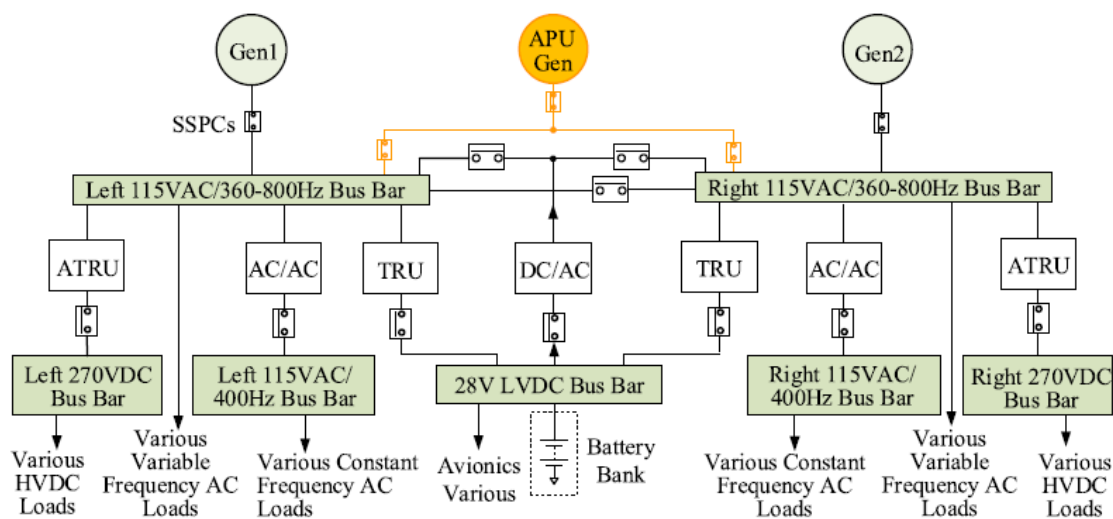 Gen1
APU
Gen
Gen2
SSPCs
Left 115VAC/360-800Hz Bus Bar
Right 115VAC/360-800Hz Bus Bar
ATRU
AC/AC
TRU
DC/AC
TRU
AC/AC
ATRU
Left 270VDC
Bus Bar
Left 115VAC/
400Hz Bus Bar
28V LVDC Bus Bar
Right 115VAC/
400Hz Bus Bar
Right 270VDC
Bus Bar
Various
HVDC
Loads
Various
Variable
Frequency AC
Loads
Various Constant
Frequency AC
Loads
Avionics
Various
Battery
Bank
Various Constant
Frequency AC
Loads
Various
Variable
Frequency AC
Loads
Various
HVDC
Loads